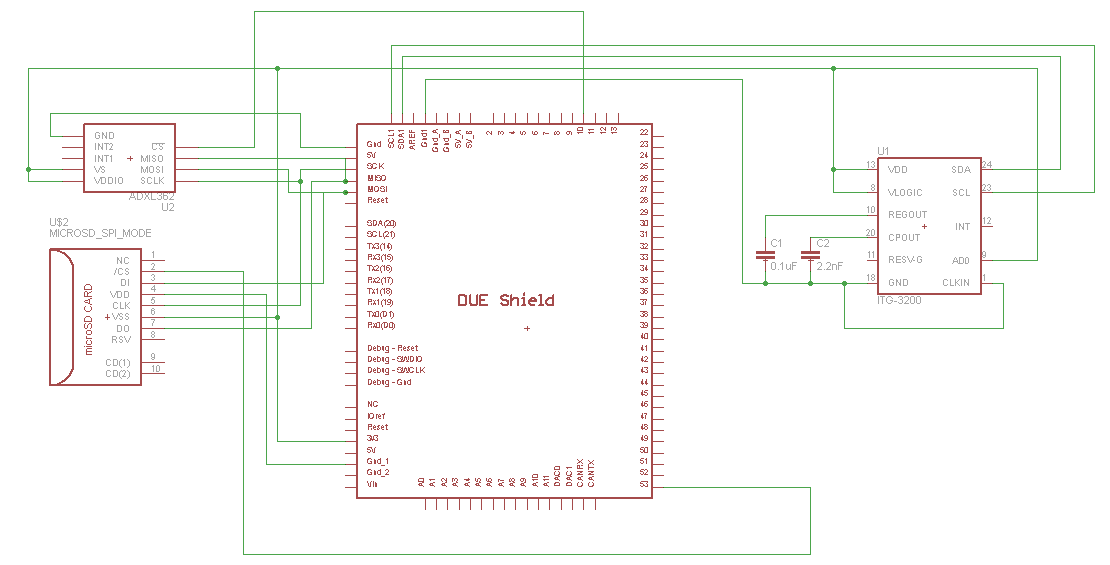 SCL1
SDA1
AREF
Gnd1
Gnd_A
Gnd_B
5V_A
5V_B
2
3
4
5
6
7
8
9
10
11
12
13
GND
INT2
INT1
VS
VDDIO
CS
MISO
MOSI
SCLK
ADXL362
U2
U$2
MICROSD_SPI_MODE
microSD CARD
NC 1
/CS 2
DI 3
VDD 4
CLK 5
VSS 6
DO 7
RSV 8
CD(1) 9
CD(2) 10
Gnd
5V
SCK
MISO
MOSI
Reset
SDA(20)
SCL(21)
Tx3(14)
Rx3(15)
Tx2(16)
Rx2(17)
Tx1(18)
Rx1(19)
Tx0(D1)
Rx0(D0)
Debug - Reset
Debug - SWDIO
Debug - SWCLK
Debug - Gnd
NC
IOref
Reset
3v3
5V
Gnd_1
Gnd_2
Vin
DUE Shield
22
23
24
25
26
27
28
29
30
31
32
33
34
35
36
37
38
39
40
41
42
43
44
45
46
47
48
49
50
51
52
53
A0
A1
A2
A3
A4
A5
A6
A7
A8
A9
A10
A11
DAC0
DAC1
CANRX
CANTX
C1
0.1uF
C2
2.2nF
U1
13 VDD
8 VLOGIC
10 REGOUT
20 CPOUT
11 RESV-G
18 GND
SDA 24
SCL 23
INT 12
AD0 9
CLKIN 1
ITG-3200